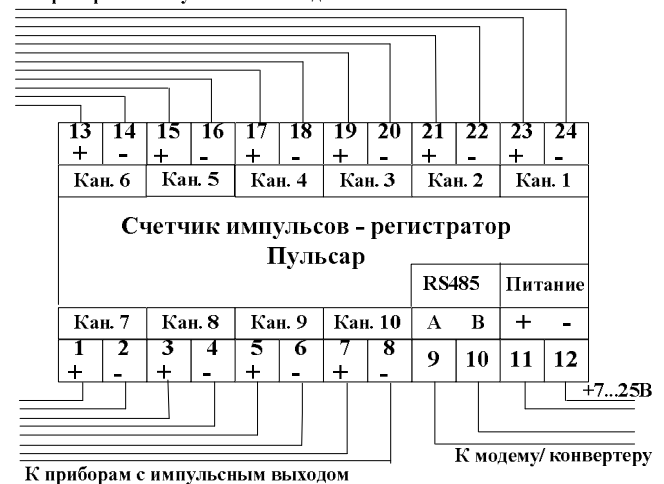 13 14 15 16 17 18 19 20 21 22 23 24
+ - + - + - + - + - + -
Кан. 6 Кан. 5 Кан. 4 Кан. 3 Кан. 2 Кан. 1
Счетчик импульсов - регистратор
Пульсар
RS485 Питание
Кан. 7 Кан. 8 Кан. 9 Кан. 10 А В + -
1 2 3 4 5 6 7 8 9 10 11 12
+ - + - + - + -
+7...25В
К модему/ конвертеру
К приборам с импульсным выходом